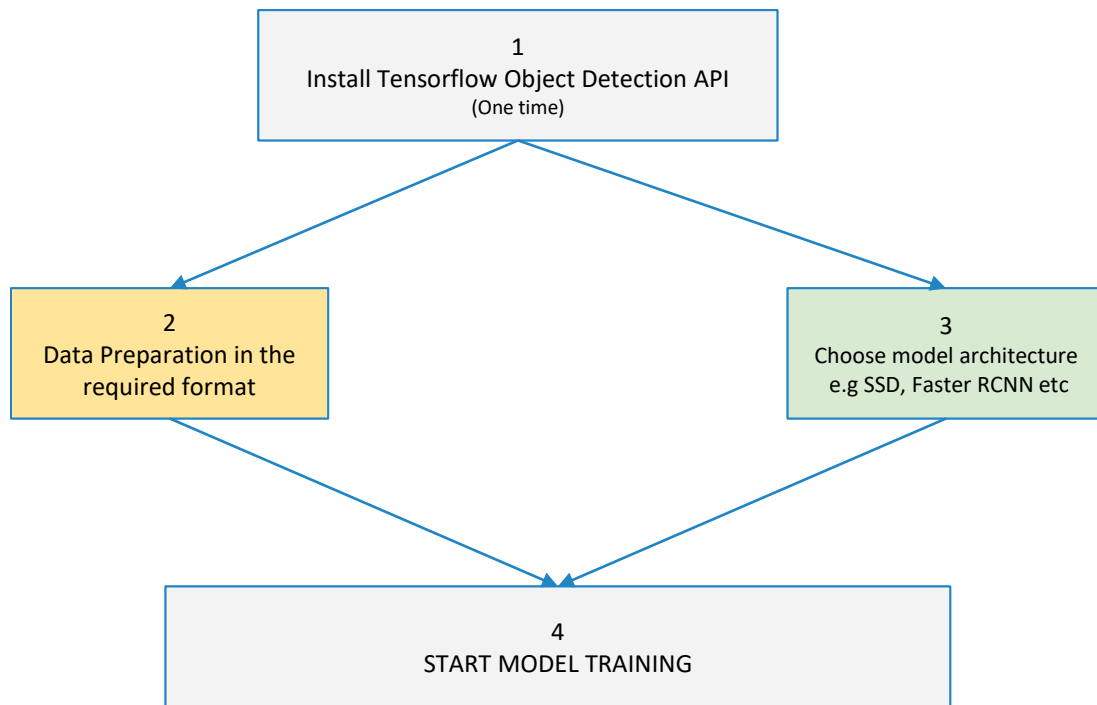 1
Install Tensorflow Object Detection API
(One time)
2
Data Preparation in the
required format
3
Choose model architecture
e.g SSD, Faster RCNN etc
4
START MODEL TRAINING